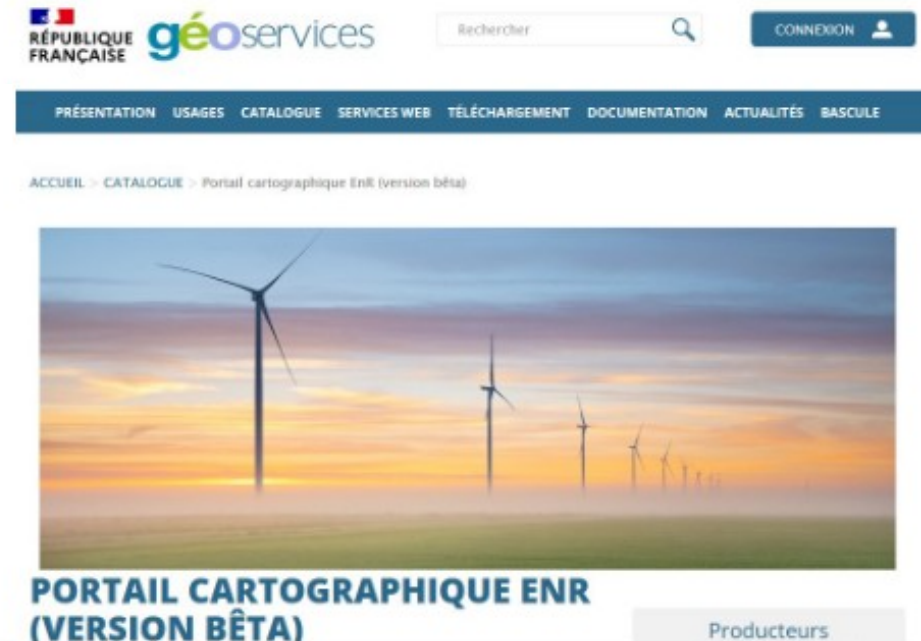 RÉPUBLIQUE
FRANÇAISE
géoservices
Rechercher
CONNEXION
PRÉSENTATION USAGES CATALOGUE SERVICES WEB TÉLÉCHARGEMENT DOCUMENTATION ACTUALITÉS BASCULE
ACCUEIL > CATALOGUE > Portail cartographique EnR (version bêta)
PORTAIL CARTOGRAPHIQUE ENR
(VERSION BÊTA)
Producteurs